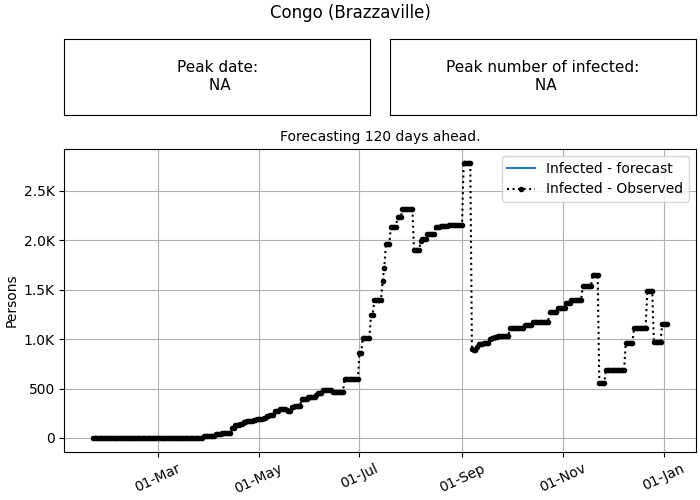 Congo (Brazzaville)
Peak date:
NA
Peak number of infected:
NA
Forecasting 120 days ahead.
Infected - forecast
Infected - Observed
2.5K
2.0K
1.5K
1.0K
500
0
Persons
01-Mar
01-May
01-Jul
01-Sep
01-Nov
01-Jan